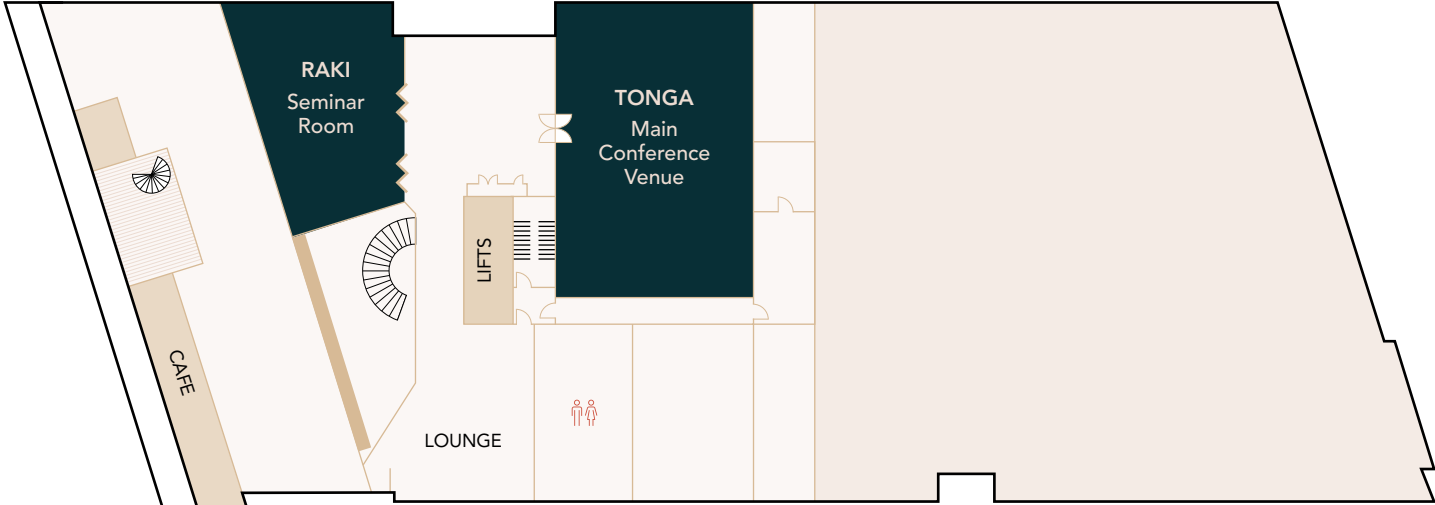 RAKI
Seminar
Room
TONGA
Main
Conference
Venue
LIFTS
CAFE
LOUNGE